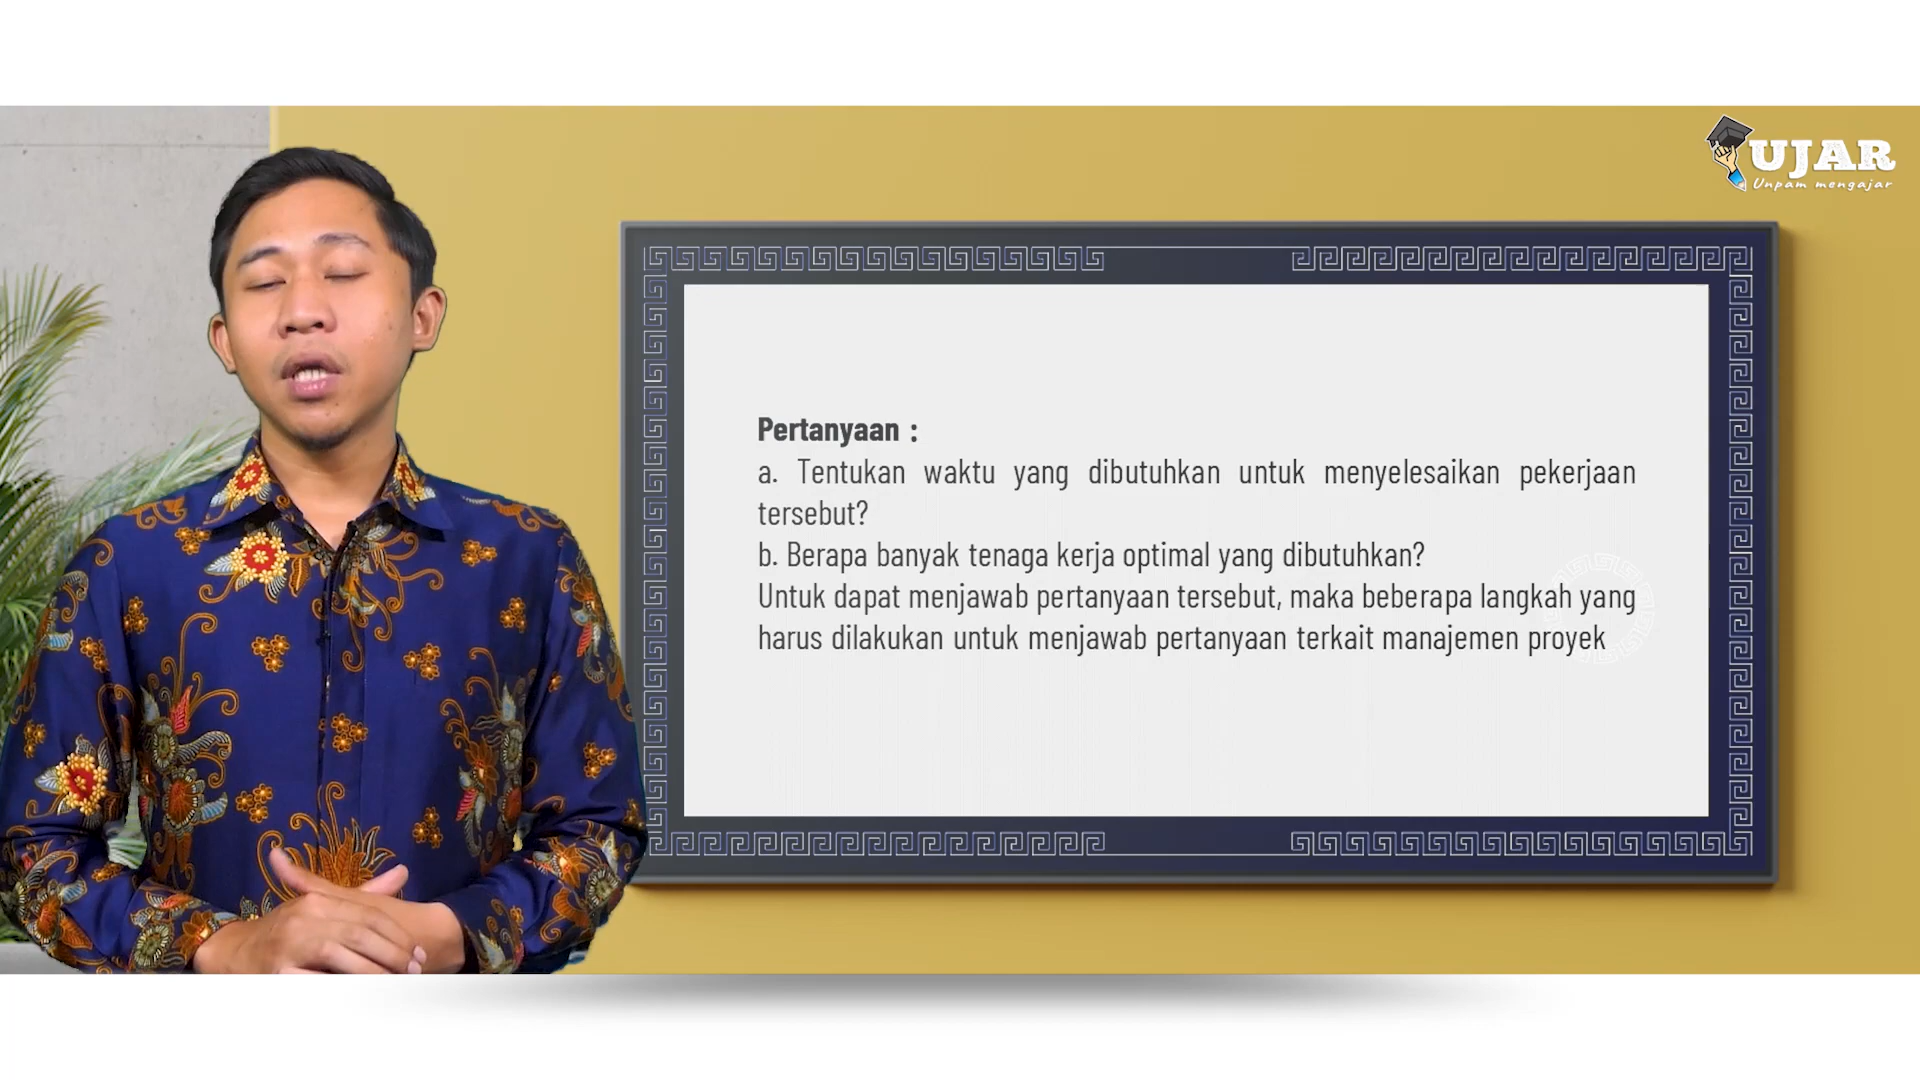 UJAR
Unpam mengajar
Pertanyaan :
a. Tentukan waktu yang dibutuhkan untuk menyelesaikan pekerjaan
tersebut?
b. Berapa banyak tenaga kerja optimal yang dibutuhkan?
Untuk dapat menjawab pertanyaan tersebut, maka beberapa langkah yang
harus dilakukan untuk menjawab pertanyaan terkait manajemen proyek